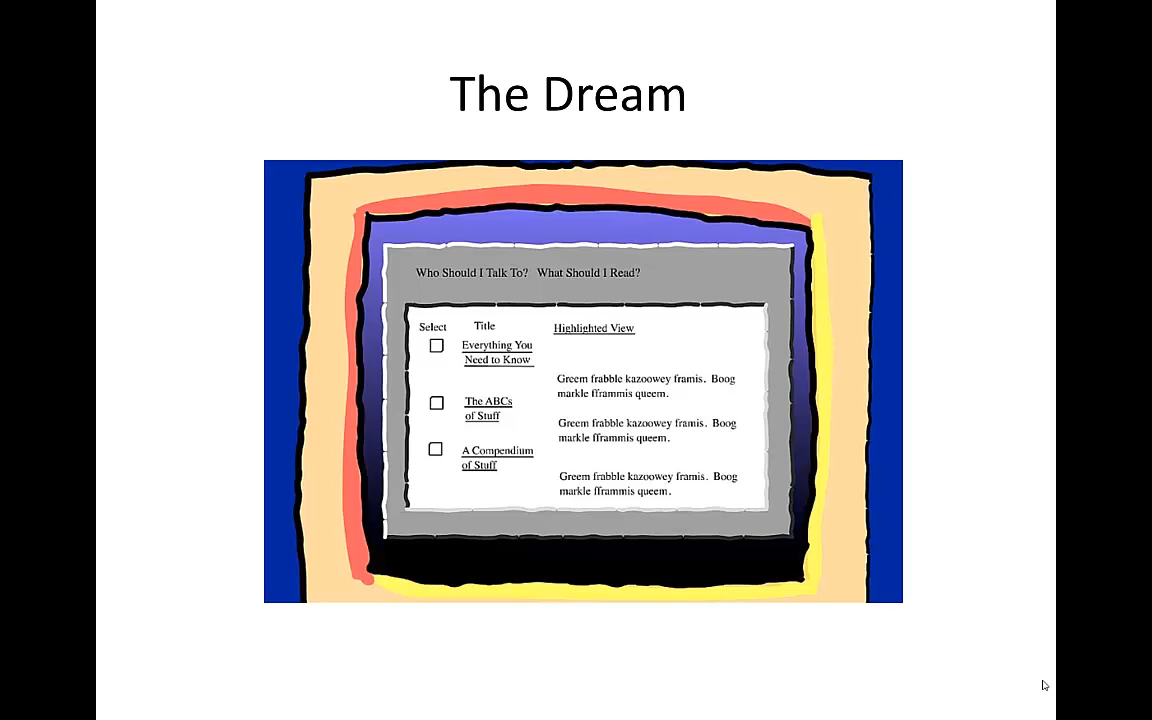 The Dream
Who Should I Talk To? What Should I Read?
Select Title Highlighted View
Everything You
Need to Know
Greem frabble kazoowey framis. Boog
markle fframmis queem.
The ABCs
of Stuff
Greem frabble kazoowey framis. Boog
markle fframmis queem.
A Compendium
of Stuff
Greem frabble kazoowey framis. Boog
markle fframmis queem.